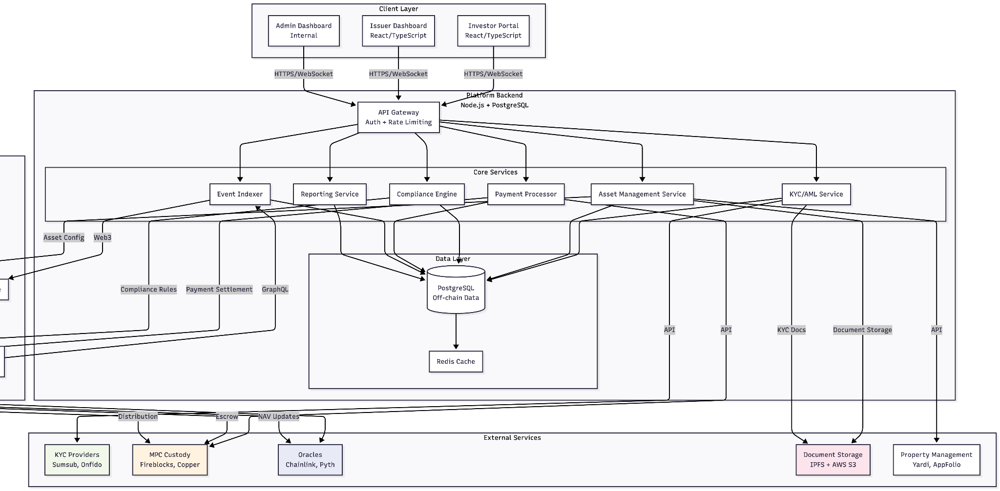 Client Layer
Admin Dashboard
Internal
Issuer Dashboard
React/TypeScript
Investor Portal
React/TypeScript
HTTPS/WebSocket
HTTPS/WebSocket
HTTPS/WebSocket
Platform Backend
Node.js + PostgreSQL
API Gateway
Auth + Rate Limiting
Core Services
Event Indexer
Reporting Service
Compliance Engine
Payment Processor
Asset Management Service
KYC/AML Service
Asset Config
Web3
Data Layer
PostgreSQL
Off-chain Data
Compliance Rules
Payment Settlement
GraphQL
API
API
KYC Docs
Document Storage
API
Redis Cache
Distribution
Escrow
NAV Updates
External Services
KYC Providers
Sumsub, Onfido
MPC Custody
Fireblocks, Copper
Oracles
Chainlink, Pyth
Document Storage
IPFS + AWS S3
Property Management
Yardi, AppFolio